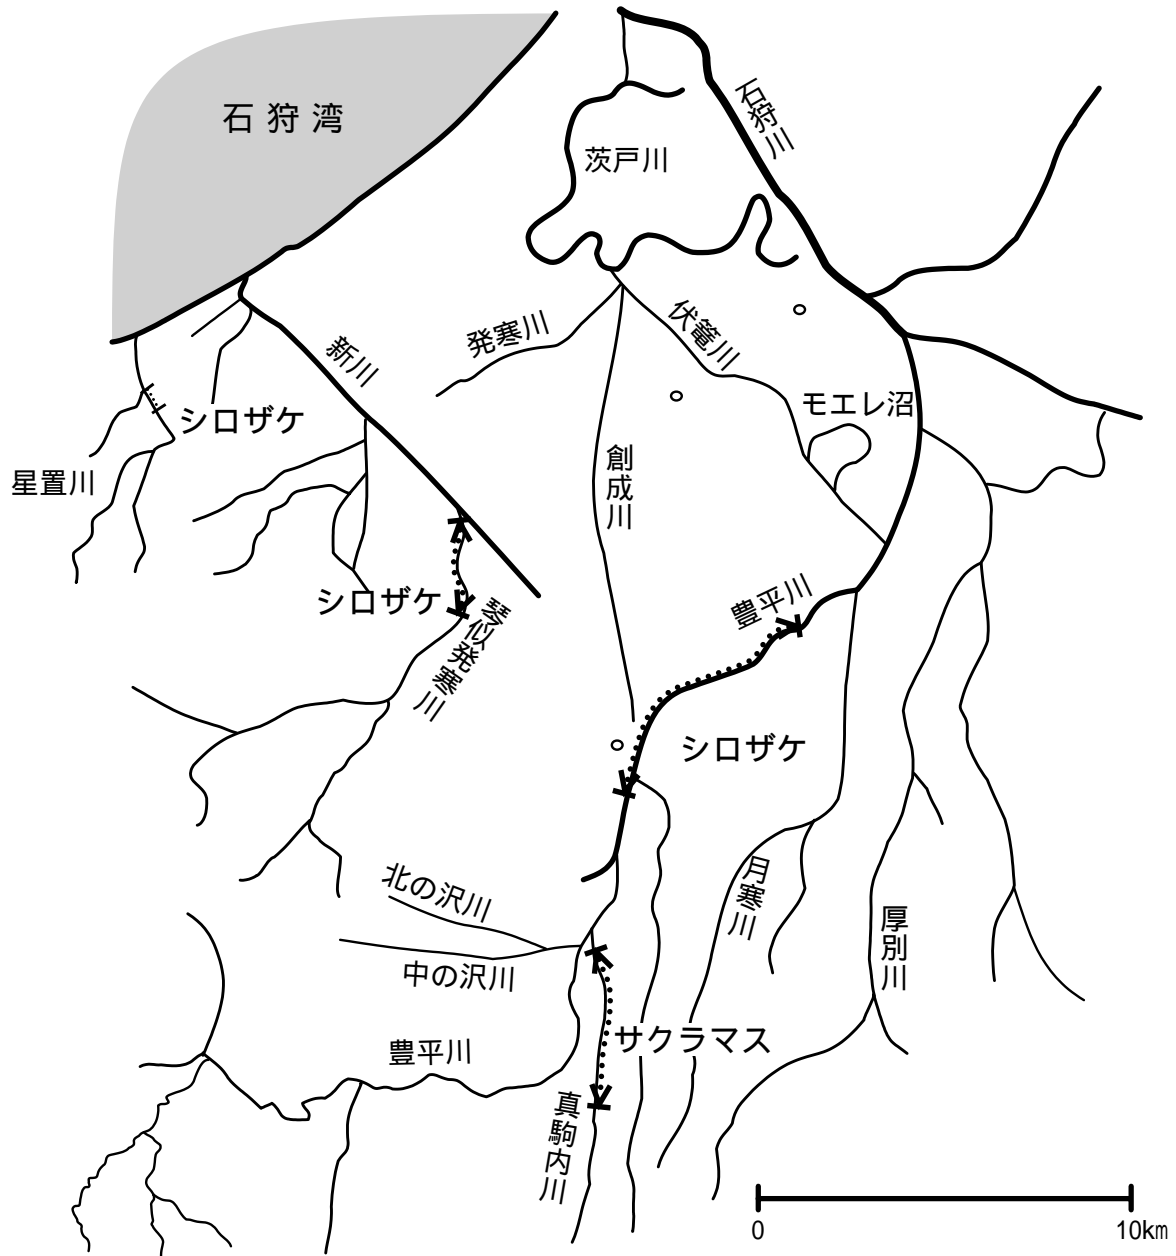 石狩湾
石狩川
茨戸川
発寒川
伏籠川
新川
モエレ沼
シロザケ
星置川
創成川
シロザケ
琴似発寒川
豊平川
シロザケ
北の沢川
月寒川
厚別川
中の沢川
サクラマス
豊平川
真駒内川
0
10km